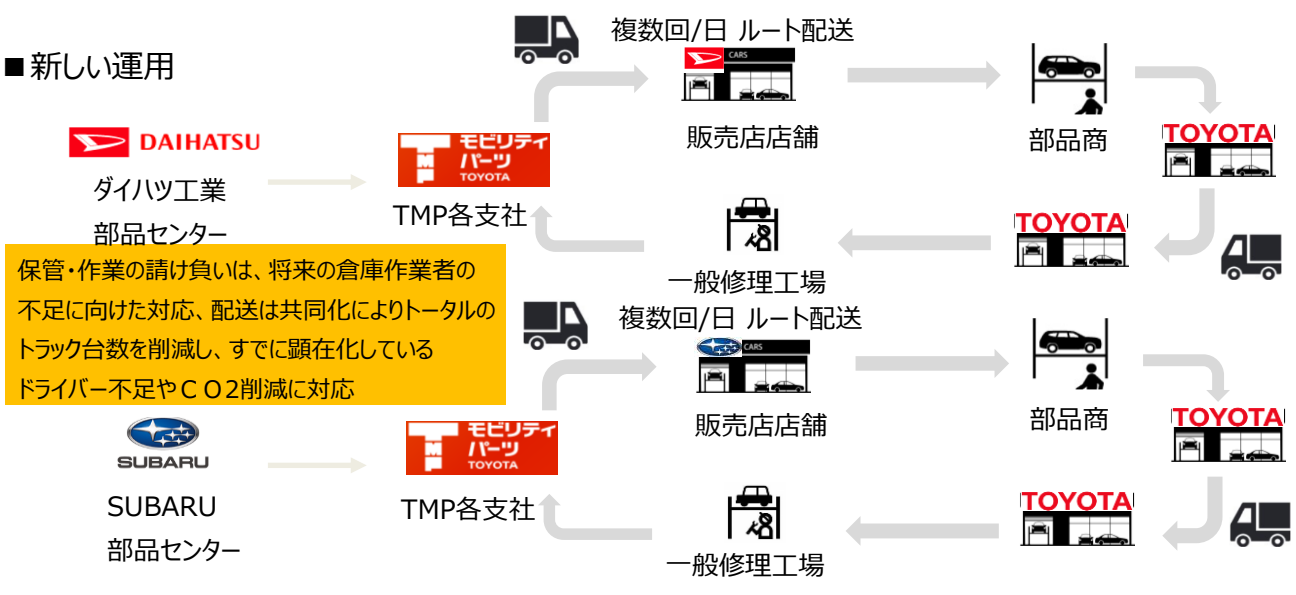 ■新しい運用
複数回/日 ルート配送
CARS
販売店店舗
部品商
TOYOTA
DAIHATSU
ダイハツ工業
部品センター
モビリティ
パーツ
TOYOTA
TMP
TMP各支社
TOYOTA
一般修理工場
保管・作業の請け負いは、将来の倉庫作業者の
不足に向けた対応、配送は共同化によりトータルの
トラック台数を削減し、すでに顕在化している
ドライバー不足やCO2削減に対応
複数回/日 ルート配送
CARS
販売店店舗
部品商
TOYOTA
SUBARU
SUBARU
部品センター
モビリティ
パーツ
TOYOTA
TMP
TMP各支社
TOYOTA
一般修理工場